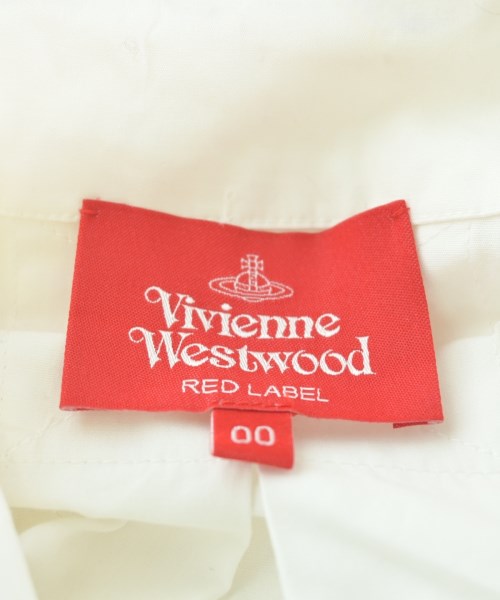 Vivienne
Westwood
RED LABEL
00